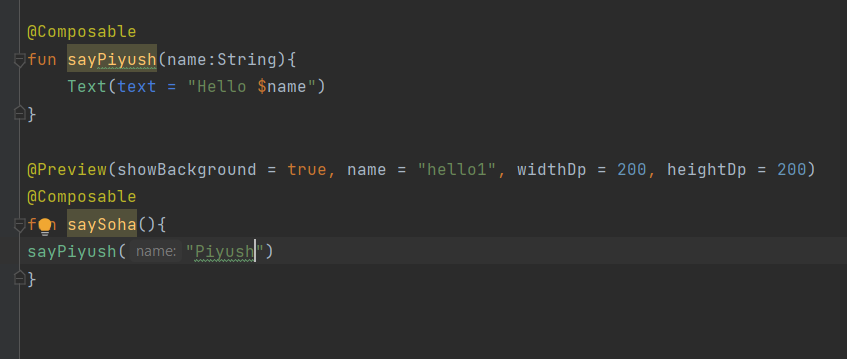 @Composable
fun sayPiyush(name:String){
    Text(text = "Hello $name")
}
@Preview(showBackground = true, name = "hello1", widthDp = 200, heightDp = 200)
@Composable
fun saySoha(){
sayPiyush( name: "Piyush")
}